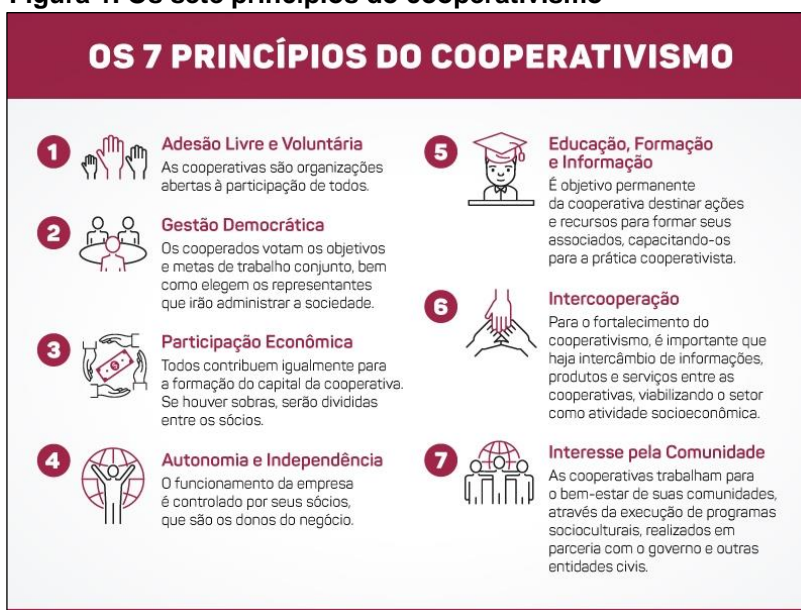 Figura 1: Os sete princípios do cooperativismo
OS 7 PRINCÍPIOS DO COOPERATIVISMO
1
Adesão Livre e Voluntária
As cooperativas são organizações
abertas à participação de todos.
2
Gestão Democrática
Os cooperados votam os objetivos
e metas de trabalho conjunto, bem
como elegem os representantes
que irão administrar a sociedade.
3
Participação Econômica
Todos contribuem igualmente para
a formação do capital da cooperativa.
Se houver sobras, serão divididas
entre os sócios.
4
Autonomia e Independência
O funcionamento da empresa
é controlado por seus sócios,
que são os donos do negócio.
5
Educação, Formação
e Informação
É objetivo permanente
da cooperativa destinar ações
e recursos para formar seus
associados, capacitando-os
para a prática cooperativista.
6
Intercooperação
Para o fortalecimento do
cooperativismo, é importante que
haja intercâmbio de informações,
produtos e serviços entre as
cooperativas, viabilizando o setor
como atividade socioeconômica.
7
Interesse pela Comunidade
As cooperativas trabalham para
o bem-estar de suas comunidades,
através da execução de programas
socioculturais, realizados em
parceria com o governo e outras
entidades civis.